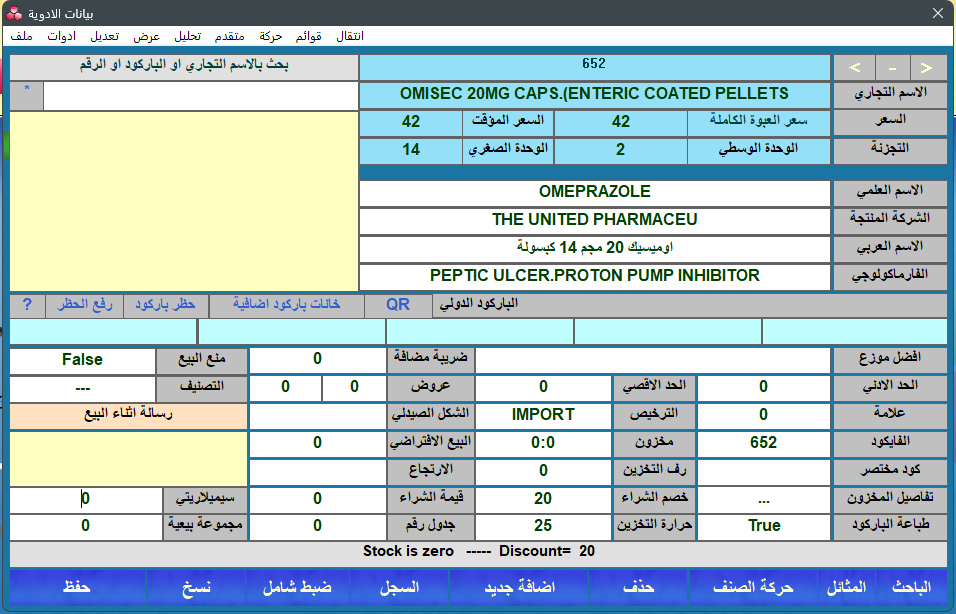 بيانات الادوية
ملف ادوات تعديل عرض تحليل متقدم حركة قوائم انتقال
< - > 652 بحث بالاسم التجاري او الباركود او الرقم
الاسم التجاري OMISEC 20MG CAPS.(ENTERIC COATED PELLETS *
السعر سعر العبوة الكاملة 42 السعر المؤقت 42
التجزئة الوحدة الوسطي 2 الوحدة الصغري 14
الاسم العلمي OMEPRAZOLE
الشركة المنتجة THE UNITED PHARMACEU
الاسم العربي اوميسيك 20 مجم 14 كبسولة
الفارماكولوجي PEPTIC ULCER.PROTON PUMP INHIBITOR
الباركود الدولي QR خانات باركود اضافية حظر باركود رفع الحظر ?
افضل موزع ضريبة مضافة 0 منع البيع False
الحد الادني 0 الحد الاقصي 0 عروض 0 0 التصنيف ---
علامة 0 الترخيص IMPORT الشكل الصيدلي رسالة اثناء البيع
الفايكود 652 مخزون 0:0 البيع الافتراضي 0
كود مختصر رف التخزين 0 الارتجاع
تفاصيل المخزون ... خصم الشراء 20 قيمة الشراء 0 سيميلاريتي 0
طباعة الباركود True حرارة التخزين 25 جدول رقم 0 مجموعة بيعية 0
Stock is zero ----- Discount= 20
الباحث المثائل حركة الصنف حذف اضافة جديد السجل ضبط شامل نسخ حفظ